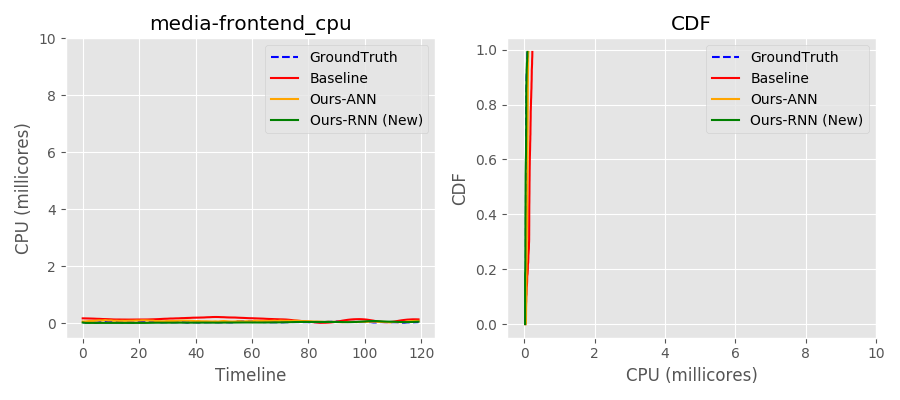 media-frontend_cpu
CPU (millicores)
10
8
6
4
2
0
0 20 40 60 80 100 120
Timeline
GroundTruth
Baseline
Ours-ANN
Ours-RNN (New)
CDF
CDF
1.0
0.8
0.6
0.4
0.2
0.0
0 2 4 6 8 10
CPU (millicores)
GroundTruth
Baseline
Ours-ANN
Ours-RNN (New)